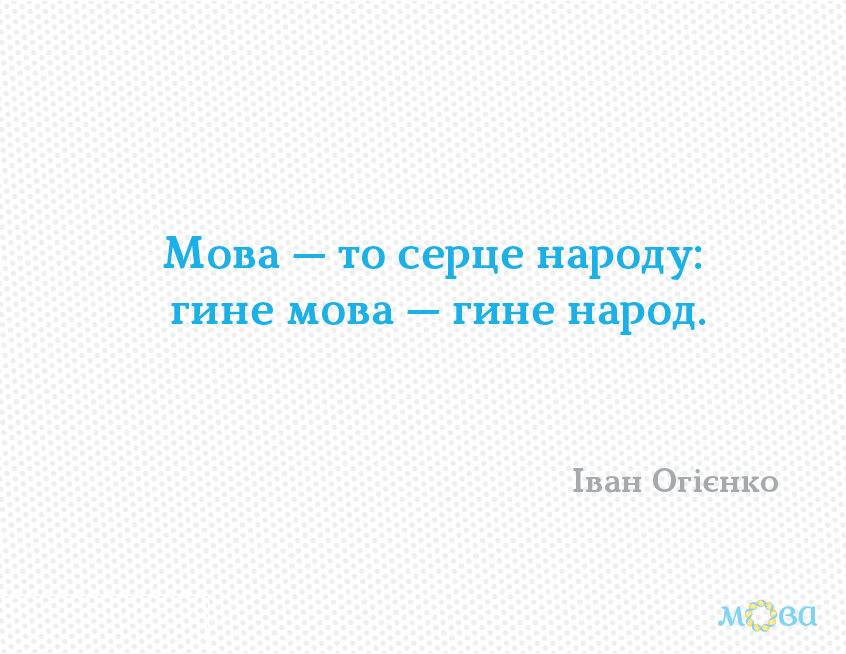 Мова — то серце народу:
гине мова — гине народ.
Іван Огієнко
мова